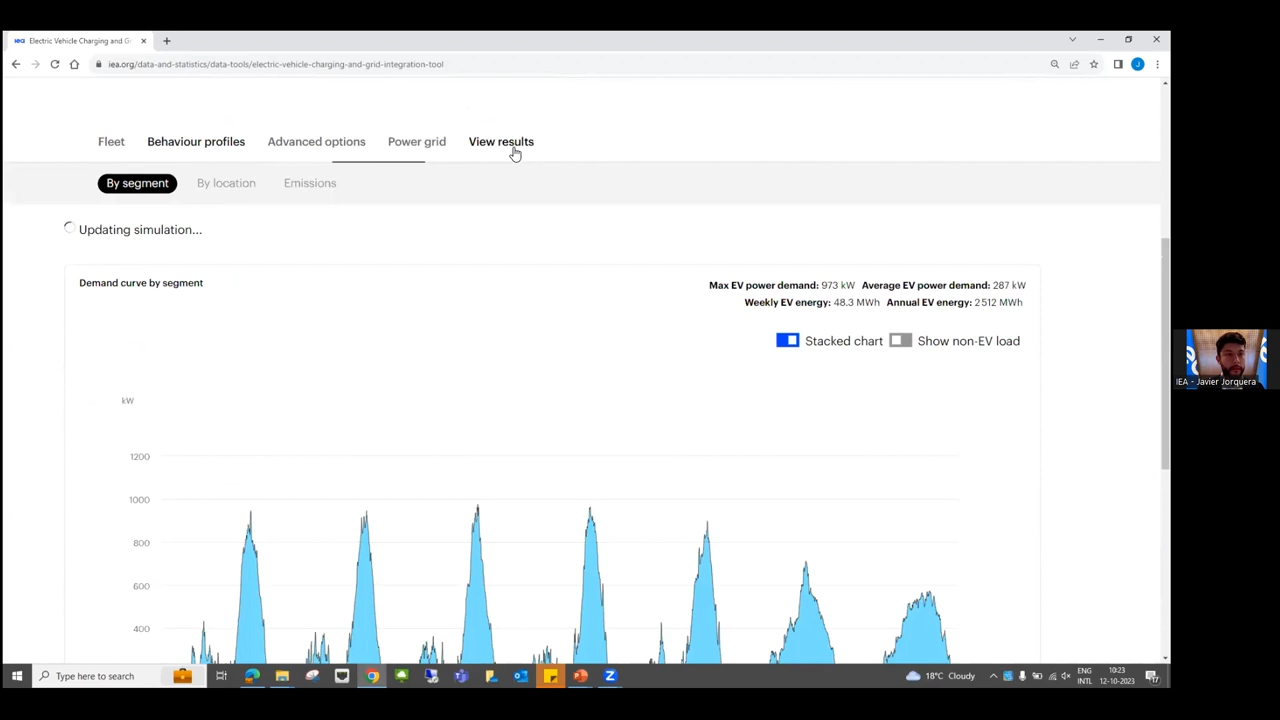 iea Electric Vehicle Charging and G
iea.org/data-and-statistics/data-tools/electric-vehicle-charging-and-grid-integration-tool
J
Fleet Behaviour profiles Advanced options Power grid View results
By segment By location Emissions
Updating simulation...
Demand curve by segment
Max EV power demand: 973 kW Average EV power demand: 287 kW
Weekly EV energy: 48.3 MWh Annual EV energy: 2 512 MWh
Stacked chart Show non-EV load
kW
1200
1000
800
600
400
IEA - Javier Jorquera
Type here to search
18°C Cloudy
ENG
INTL
10:23
12-10-2023